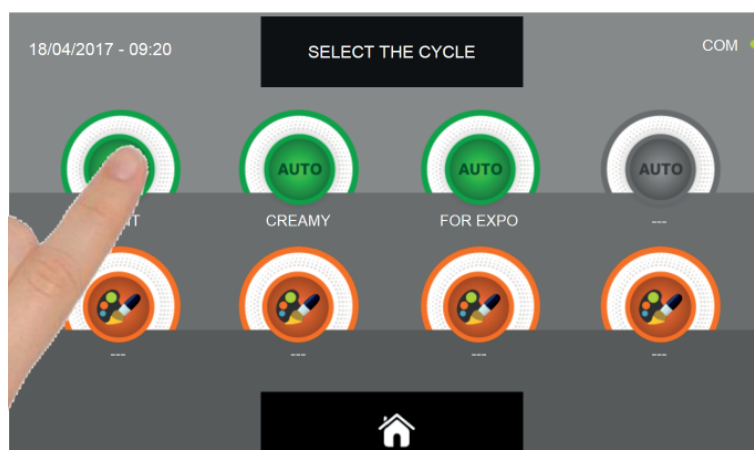 18/04/2017 - 09:20
SELECT THE CYCLE
COM
AUTO
AUTO
AUTO
CREAMY
FOR EXPO
---
---
---
---
---